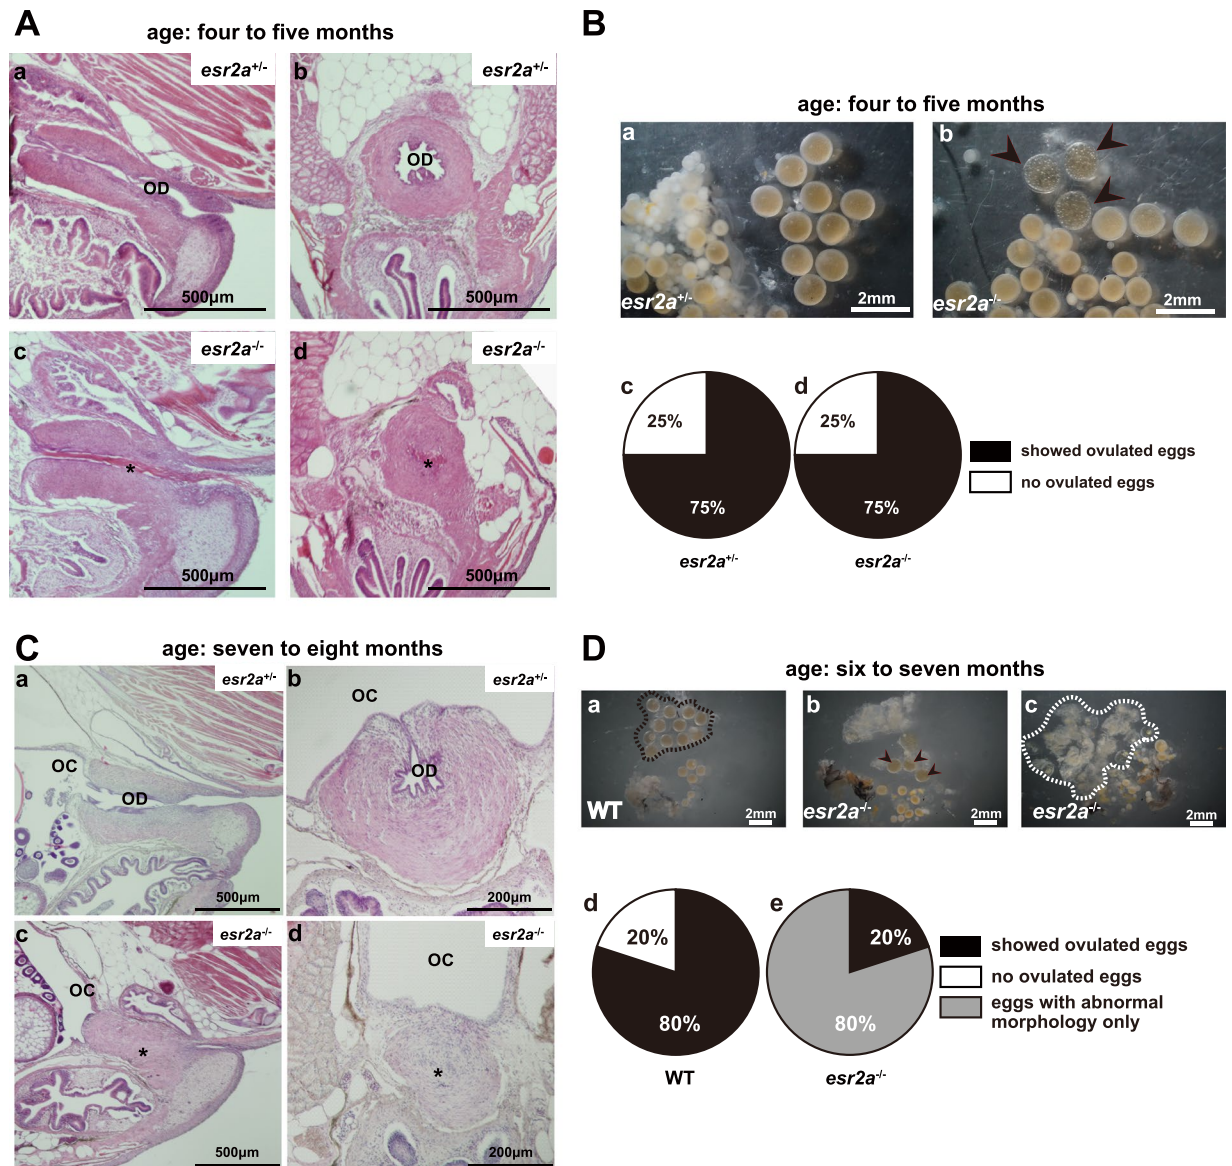 A
age: four to five months
a
esr2a+/-
OD
500μm
b
esr2a+/-
OD
500μm
c
esr2a-/-
*
500μm
d
esr2a-/-
*
500μm
B
age: four to five months
a
esr2a+/-
2mm
b
esr2a-/-
2mm
c
25%
75%
esr2a+/-
d
25%
75%
esr2a-/-
showed ovulated eggs
no ovulated eggs
C
age: seven to eight months
a
esr2a+/-
OC
OD
500μm
b
esr2a+/-
OC
OD
200μm
c
esr2a-/-
OC
*
500μm
d
esr2a-/-
OC
*
200μm
D
age: six to seven months
a
WT
2mm
b
esr2a-/-
2mm
c
esr2a-/-
2mm
d
20%
80%
WT
e
20%
80%
esr2a-/-
showed ovulated eggs
no ovulated eggs
eggs with abnormal
morphology only